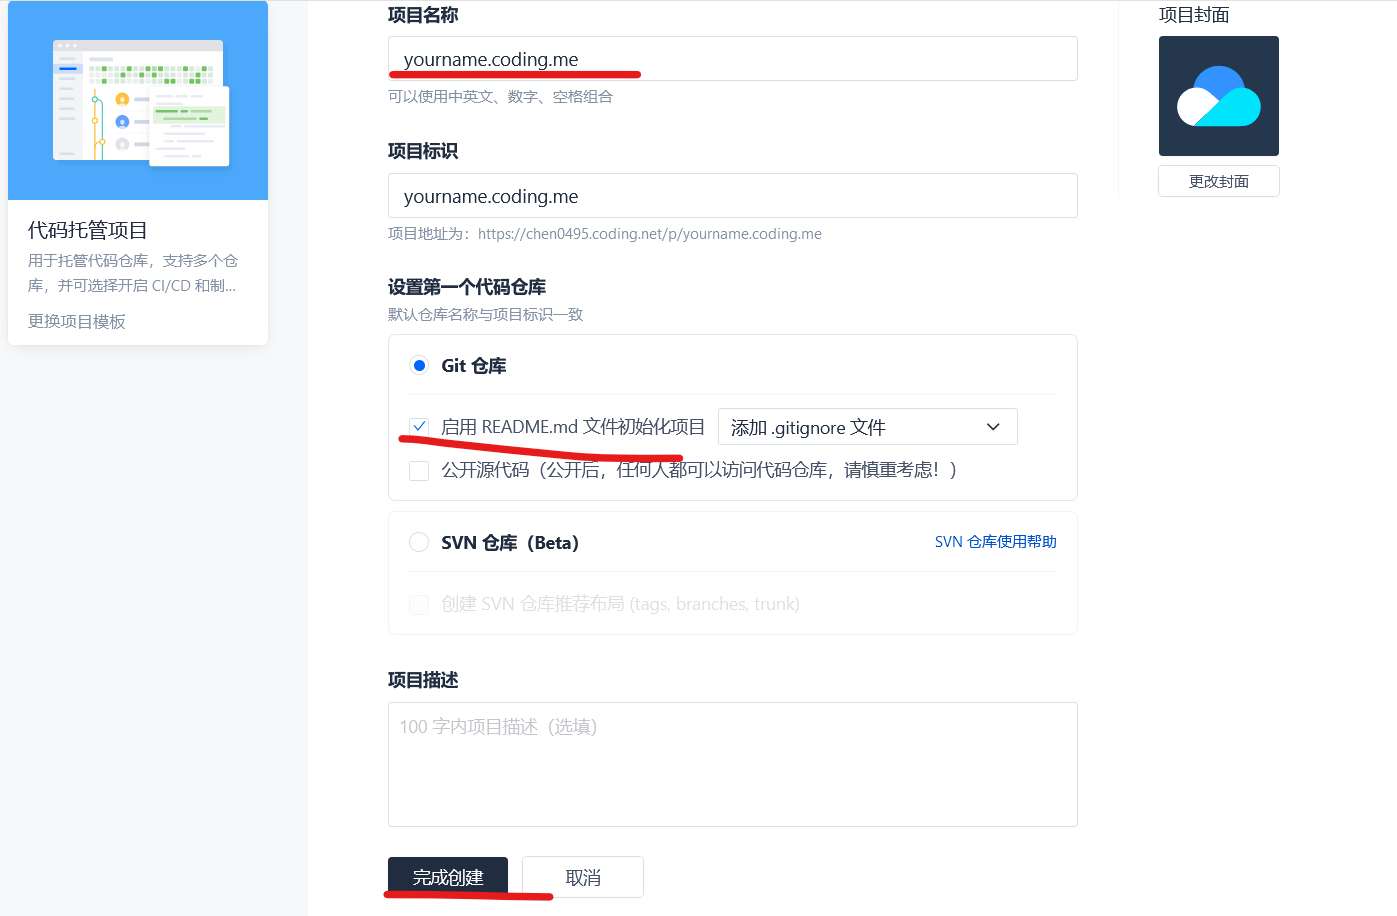 代码托管项目
用于托管代码仓库，支持多个仓
库，并可选择开启 CI/CD 和制...
更换项目模板
项目名称
yourname.coding.me
可以使用中英文、数字、空格组合
项目标识
yourname.coding.me
项目地址为：https://chen0495.coding.net/p/yourname.coding.me
设置第一个代码仓库
默认仓库名称与项目标识一致
Git 仓库
启用 README.md 文件初始化项目
添加 .gitignore 文件
公开源代码（公开后，任何人都可以访问代码仓库，请慎重考虑！）
SVN 仓库（Beta）
SVN 仓库使用帮助
创建 SVN 仓库推荐布局 (tags, branches, trunk)
项目描述
100 字内项目描述（选填）
完成创建
取消
项目封面
更改封面